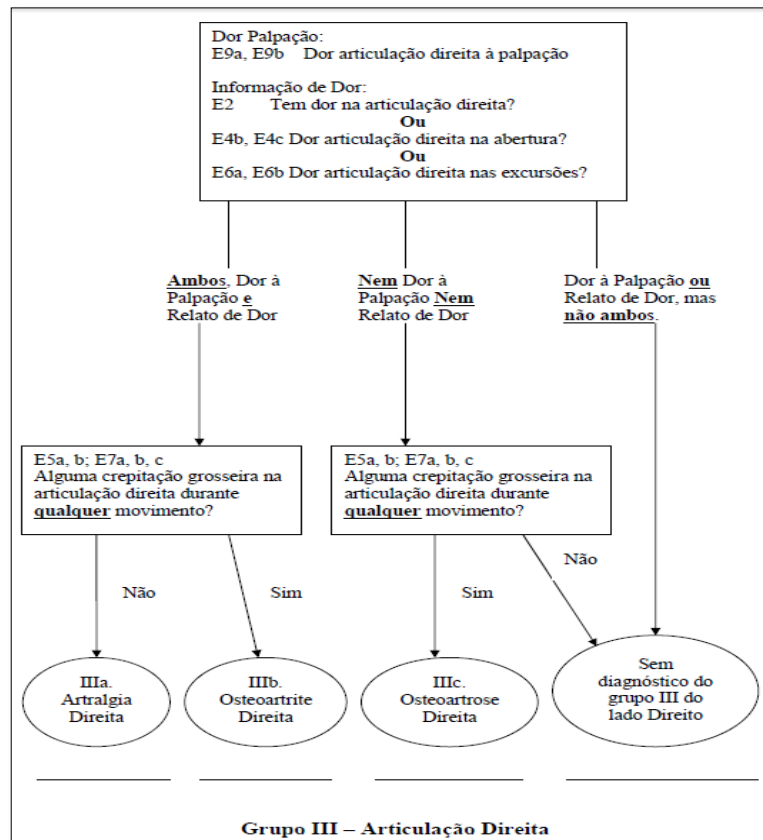 Dor Palpação:
E9a, E9b Dor articulação direita à palpação
Informação de Dor:
E2 Tem dor na articulação direita?
Ou
E4b, E4c Dor articulação direita na abertura?
Ou
E6a, E6b Dor articulação direita nas excursões?
Ambos, Dor à
Palpação e
Relato de Dor
Nem Dor à
Palpação Nem
Relato de Dor
Dor à Palpação ou
Relato de Dor, mas
não ambos.
E5a, b; E7a, b, c
Alguma crepitação grosseira na
articulação direita durante
qualquer movimento?
E5a, b; E7a, b, c
Alguma crepitação grosseira na
articulação direita durante
qualquer movimento?
Não
Sim
Sim
Não
IIIa.
Artralgia
Direita
IIIb.
Osteoartrite
Direita
IIIc.
Osteoartrose
Direita
Sem
diagnóstico do
grupo III do
lado Direito
Grupo III – Articulação Direita